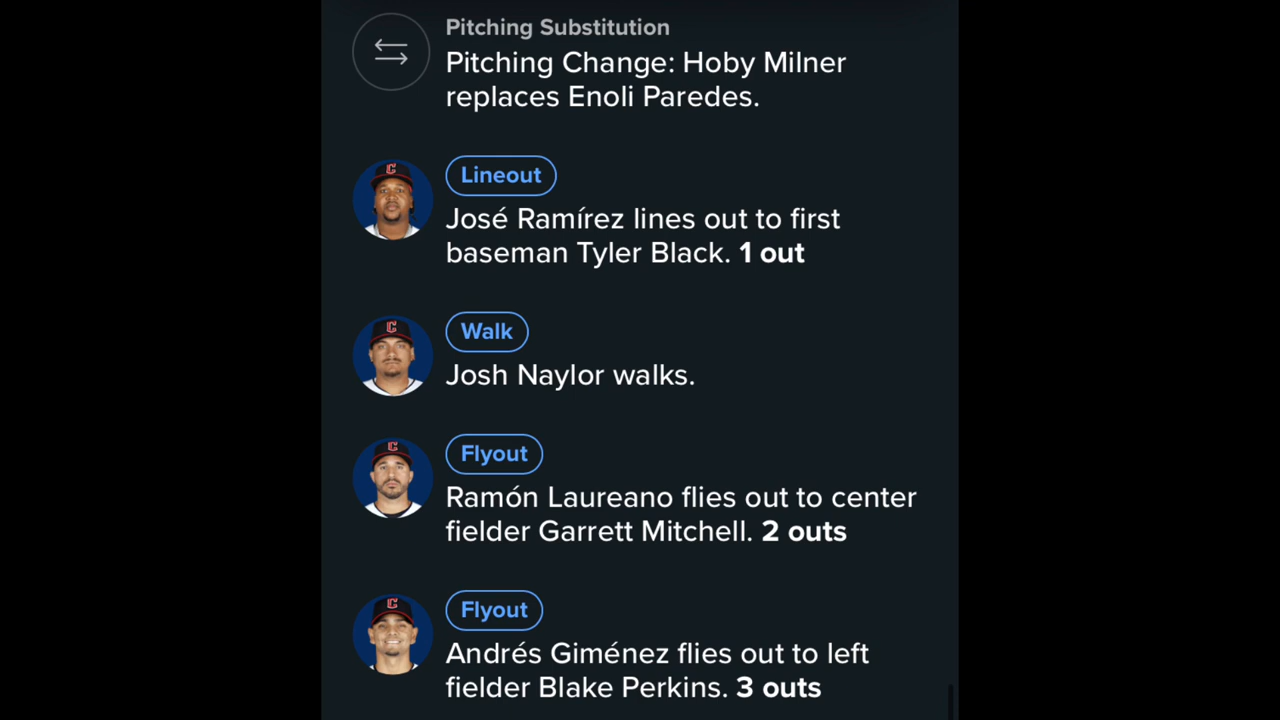 Pitching Substitution
Pitching Change: Hoby Milner
replaces Enoli Paredes.
Lineout
José Ramírez lines out to first
baseman Tyler Black. 1 out
Walk
Josh Naylor walks.
Flyout
Ramón Laureano flies out to center
fielder Garrett Mitchell. 2 outs
Flyout
Andrés Giménez flies out to left
fielder Blake Perkins. 3 outs